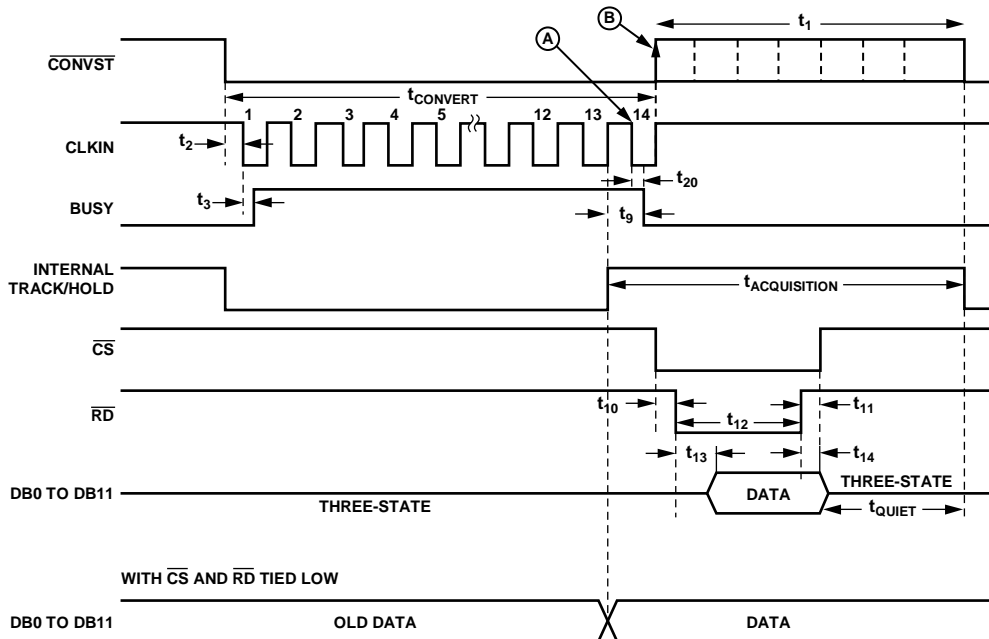 B
t1
A
CONVST
tCONVERT
1 2 3 4 5 12 13 14
CLKIN
t2
t20
t3
BUSY
t9
INTERNAL
TRACK/HOLD
tACQUISITION
CS
RD
t10
t12
t11
t13
t14
DB0 TO DB11
THREE-STATE
DATA
THREE-STATE
tQUIET
WITH CS AND RD TIED LOW
DB0 TO DB11
OLD DATA
DATA